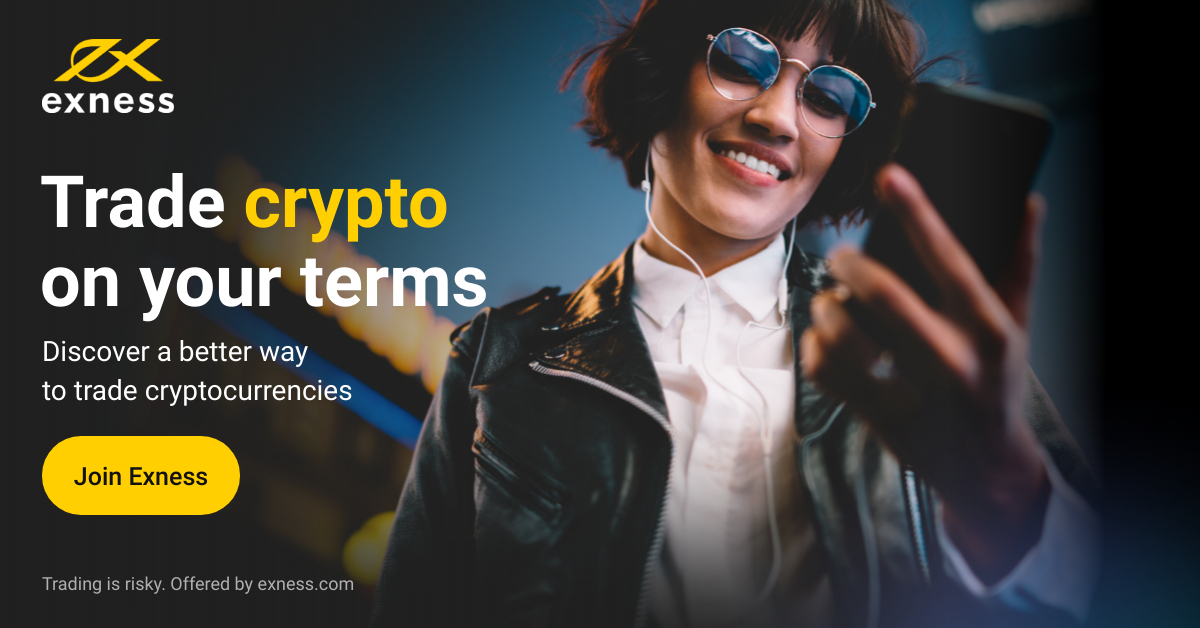 exness
Trade crypto
on your terms
Discover a better way
to trade cryptocurrencies
Join Exness
Trading is risky. Offered by exness.com